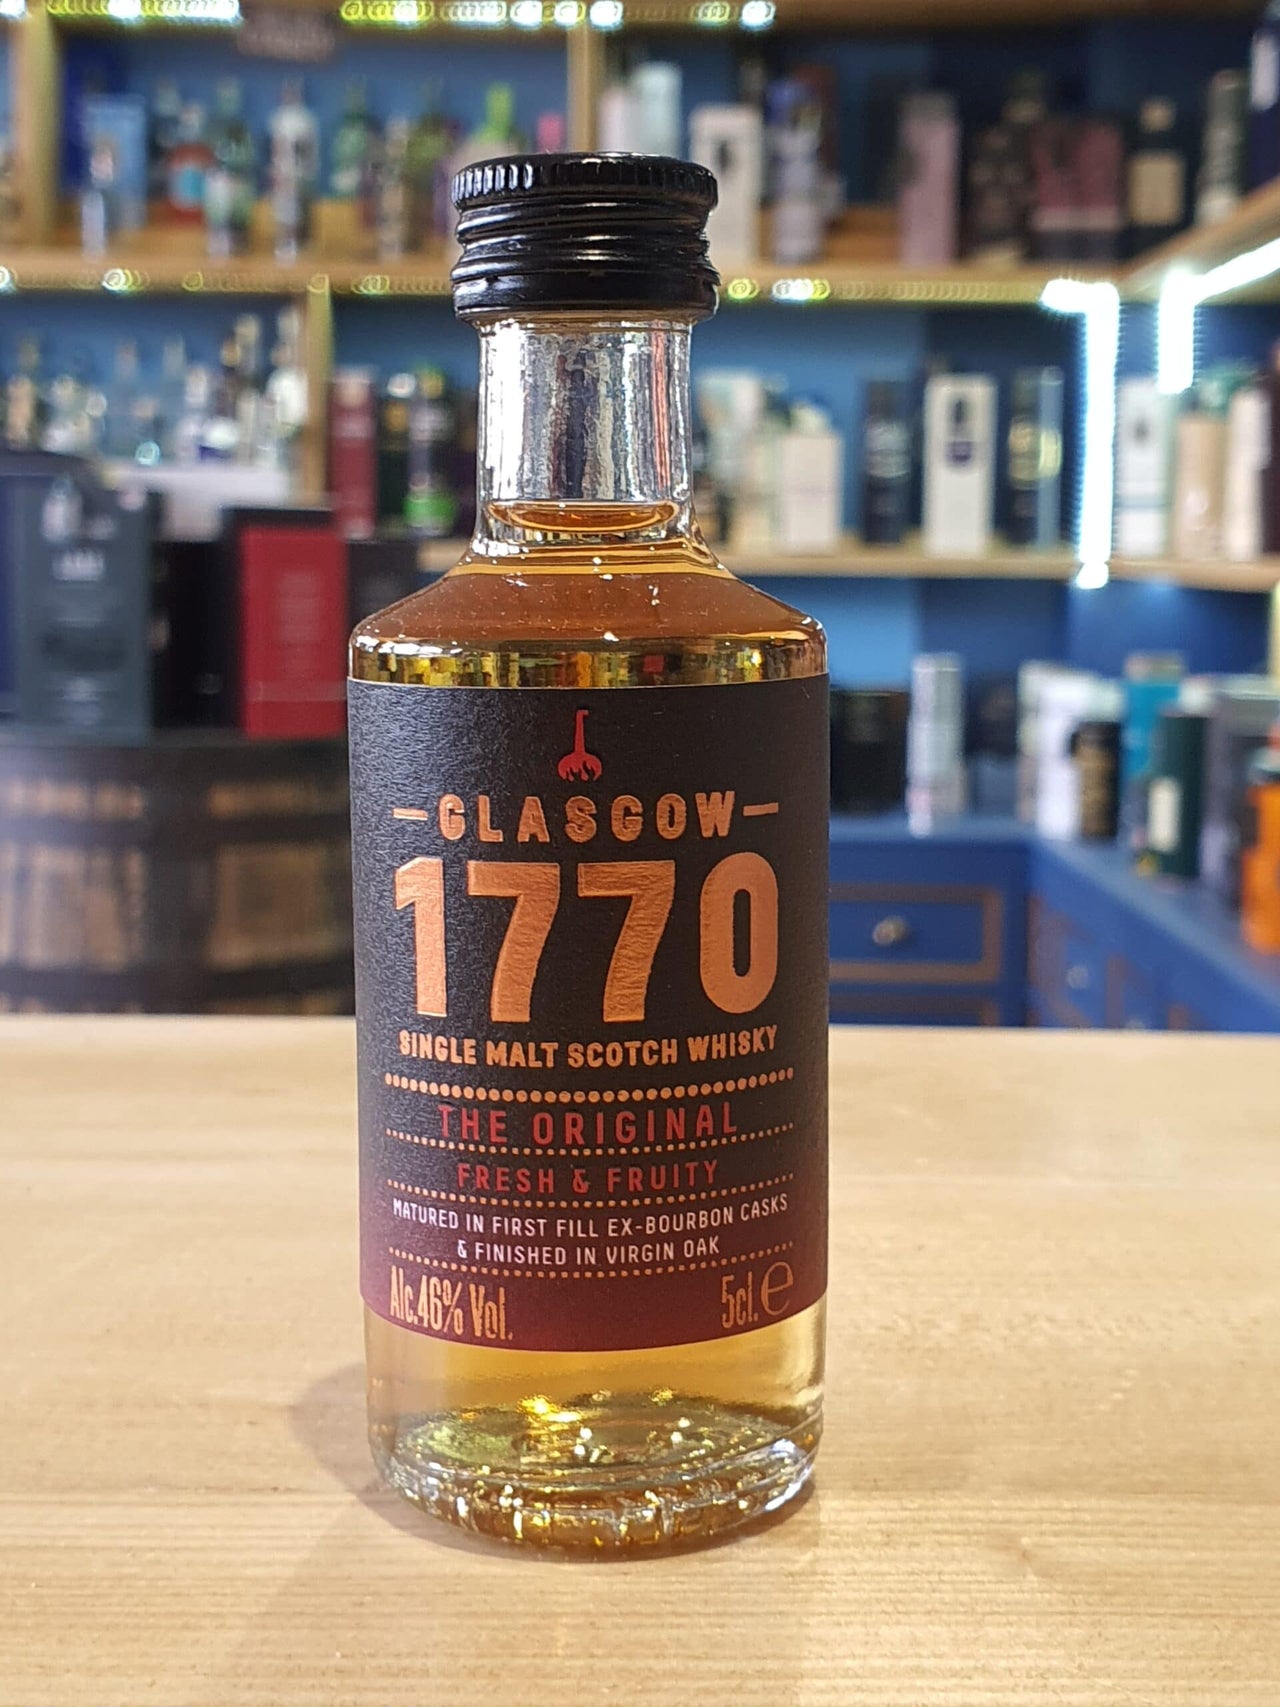 GLASGOW
1770
SINGLE MALT SCOTCH WHISKY
THE ORIGINAL
FRESH & FRUITY
MATURED IN FIRST FILL EX-BOURBON CASKS
& FINISHED IN VIRGIN OAK
Alc.46% Vol. 5cl. e